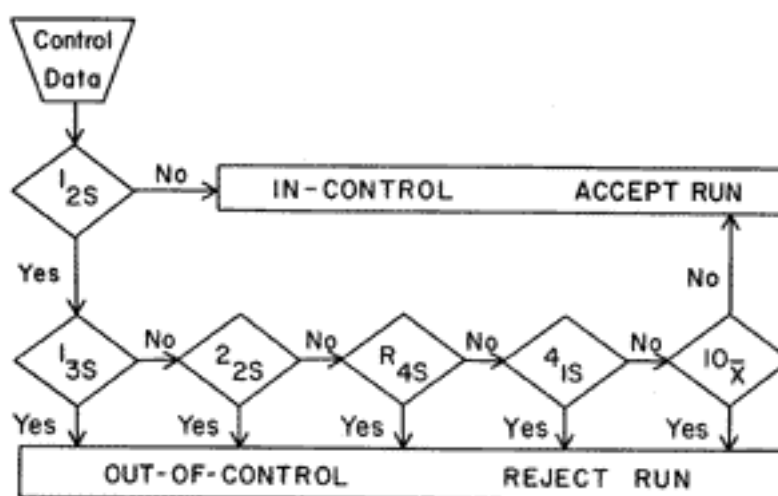 Control
Data
1 2S
No
IN-CONTROL ACCEPT RUN
Yes
No
1 3S
No
2 2S
No
R 4S
No
4 1S
No
10 x̄
Yes
Yes
Yes
Yes
Yes
OUT-OF-CONTROL REJECT RUN